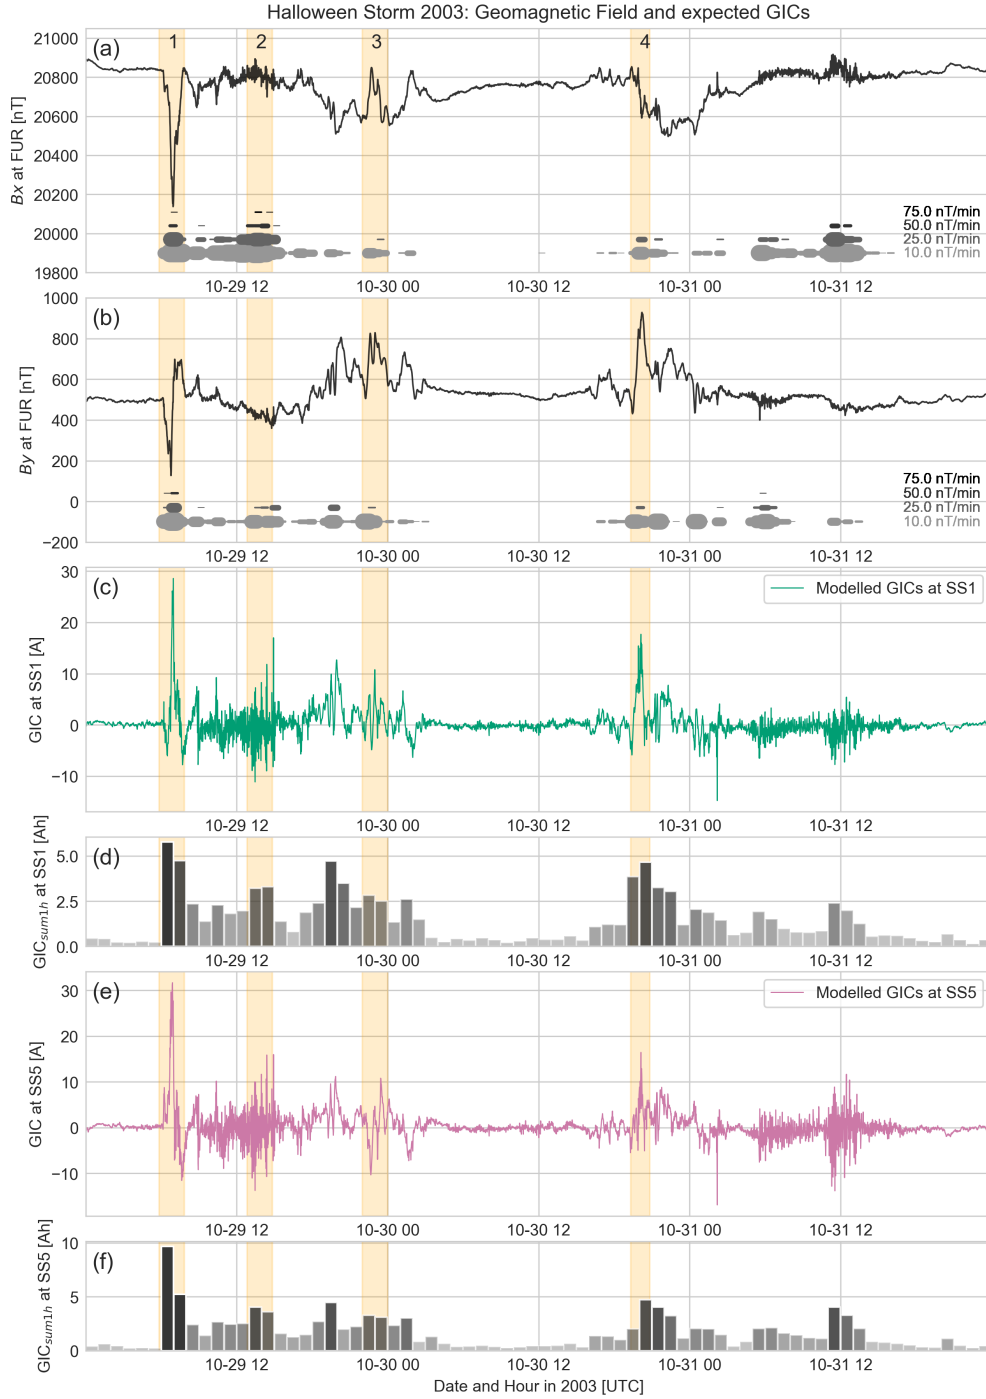 Halloween Storm 2003: Geomagnetic Field and expected GICs
(a)
1
2
3
4
21000
20800
20600
20400
20200
20000
19800
Bx at FUR [nT]
75.0 nT/min
50.0 nT/min
25.0 nT/min
10.0 nT/min
10-29 12
10-30 00
10-30 12
10-31 00
10-31 12
(b)
1000
800
600
400
200
0
−200
By at FUR [nT]
75.0 nT/min
50.0 nT/min
25.0 nT/min
10.0 nT/min
10-29 12
10-30 00
10-30 12
10-31 00
10-31 12
(c)
Modelled GICs at SS1
30
20
10
0
−10
GIC at SS1 [A]
10-29 12
10-30 00
10-30 12
10-31 00
10-31 12
(d)
5.0
2.5
0.0
GICsum1h at SS1 [Ah]
10-29 12
10-30 00
10-30 12
10-31 00
10-31 12
(e)
Modelled GICs at SS5
30
20
10
0
−10
GIC at SS5 [A]
10-29 12
10-30 00
10-30 12
10-31 00
10-31 12
(f)
10
5
0
GICsum1h at SS5 [Ah]
10-29 12
10-30 00
10-30 12
10-31 00
10-31 12
Date and Hour in 2003 [UTC]